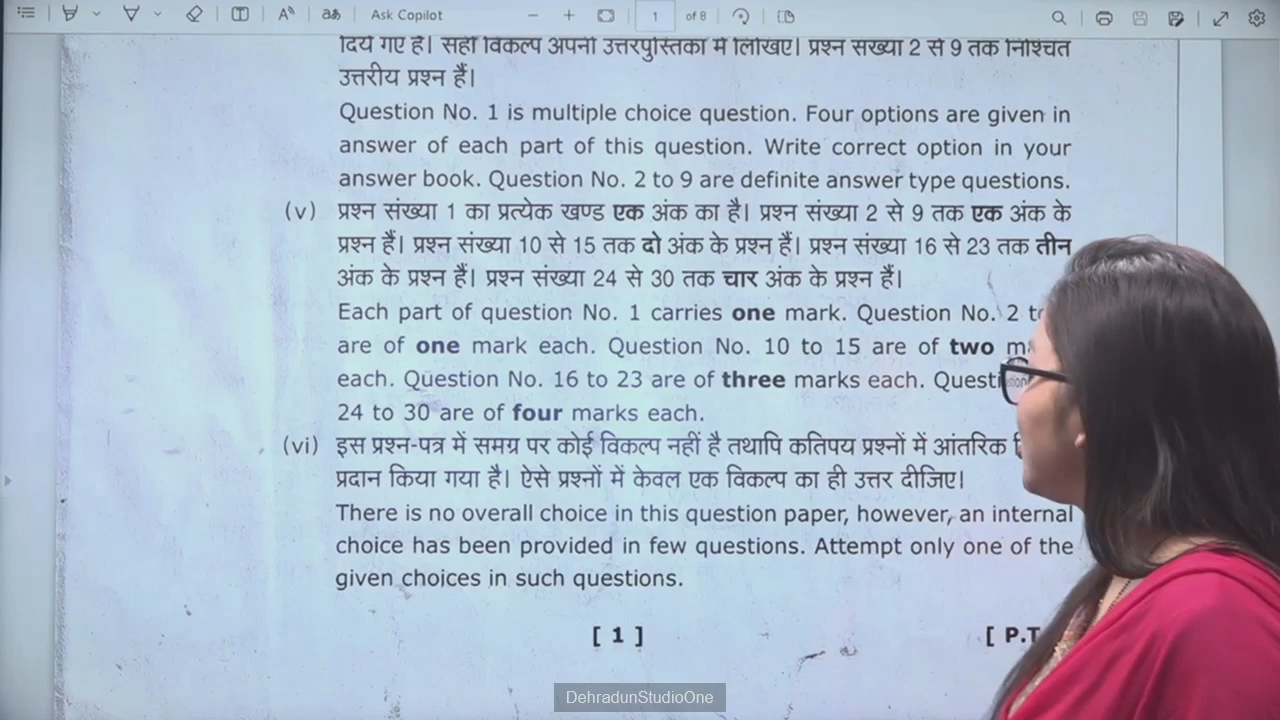 Ask Copilot
1 of 8
दिये गए हैं। सही विकल्प अपनी उत्तरपुस्तिका में लिखिए। प्रश्न संख्या 2 से 9 तक निश्चित
उत्तरीय प्रश्न हैं।
Question No. 1 is multiple choice question. Four options are given in
answer of each part of this question. Write correct option in your
answer book. Question No. 2 to 9 are definite answer type questions.
(v) प्रश्न संख्या 1 का प्रत्येक खण्ड एक अंक का है। प्रश्न संख्या 2 से 9 तक एक अंक के
प्रश्न हैं। प्रश्न संख्या 10 से 15 तक दो अंक के प्रश्न हैं। प्रश्न संख्या 16 से 23 तक तीन
अंक के प्रश्न हैं। प्रश्न संख्या 24 से 30 तक चार अंक के प्रश्न हैं।
Each part of question No. 1 carries one mark. Question No. 2
are of one mark each. Question No. 10 to 15 are of two
each. Question No. 16 to 23 are of three marks each.
24 to 30 are of four marks each.
(vi) इस प्रश्न-पत्र में समग्र पर कोई विकल्प नहीं है तथापि कतिपय प्रश्नों में आंतरिक
प्रदान किया गया है। ऐसे प्रश्नों में केवल एक विकल्प का ही उत्तर दीजिए।
There is no overall choice in this question paper, however, an internal
choice has been provided in few questions. Attempt only one of the
given choices in such questions.
[ 1 ] [ P.T
DehradunStudioOne